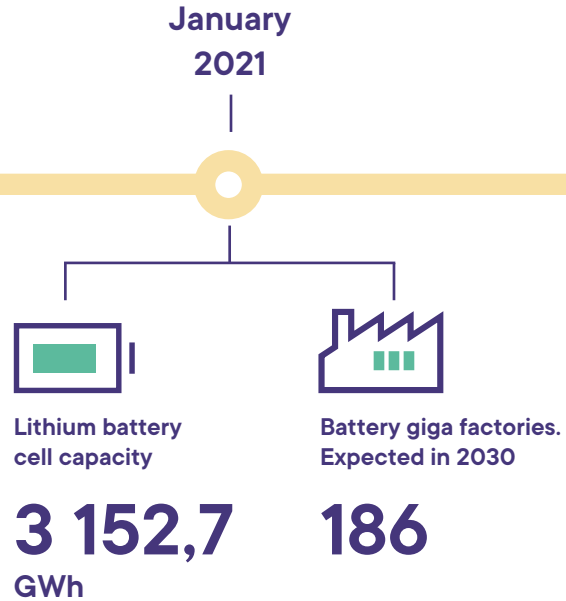 January
2021
Lithium battery
cell capacity
3 152,7
GWh
Battery giga factories.
Expected in 2030
186